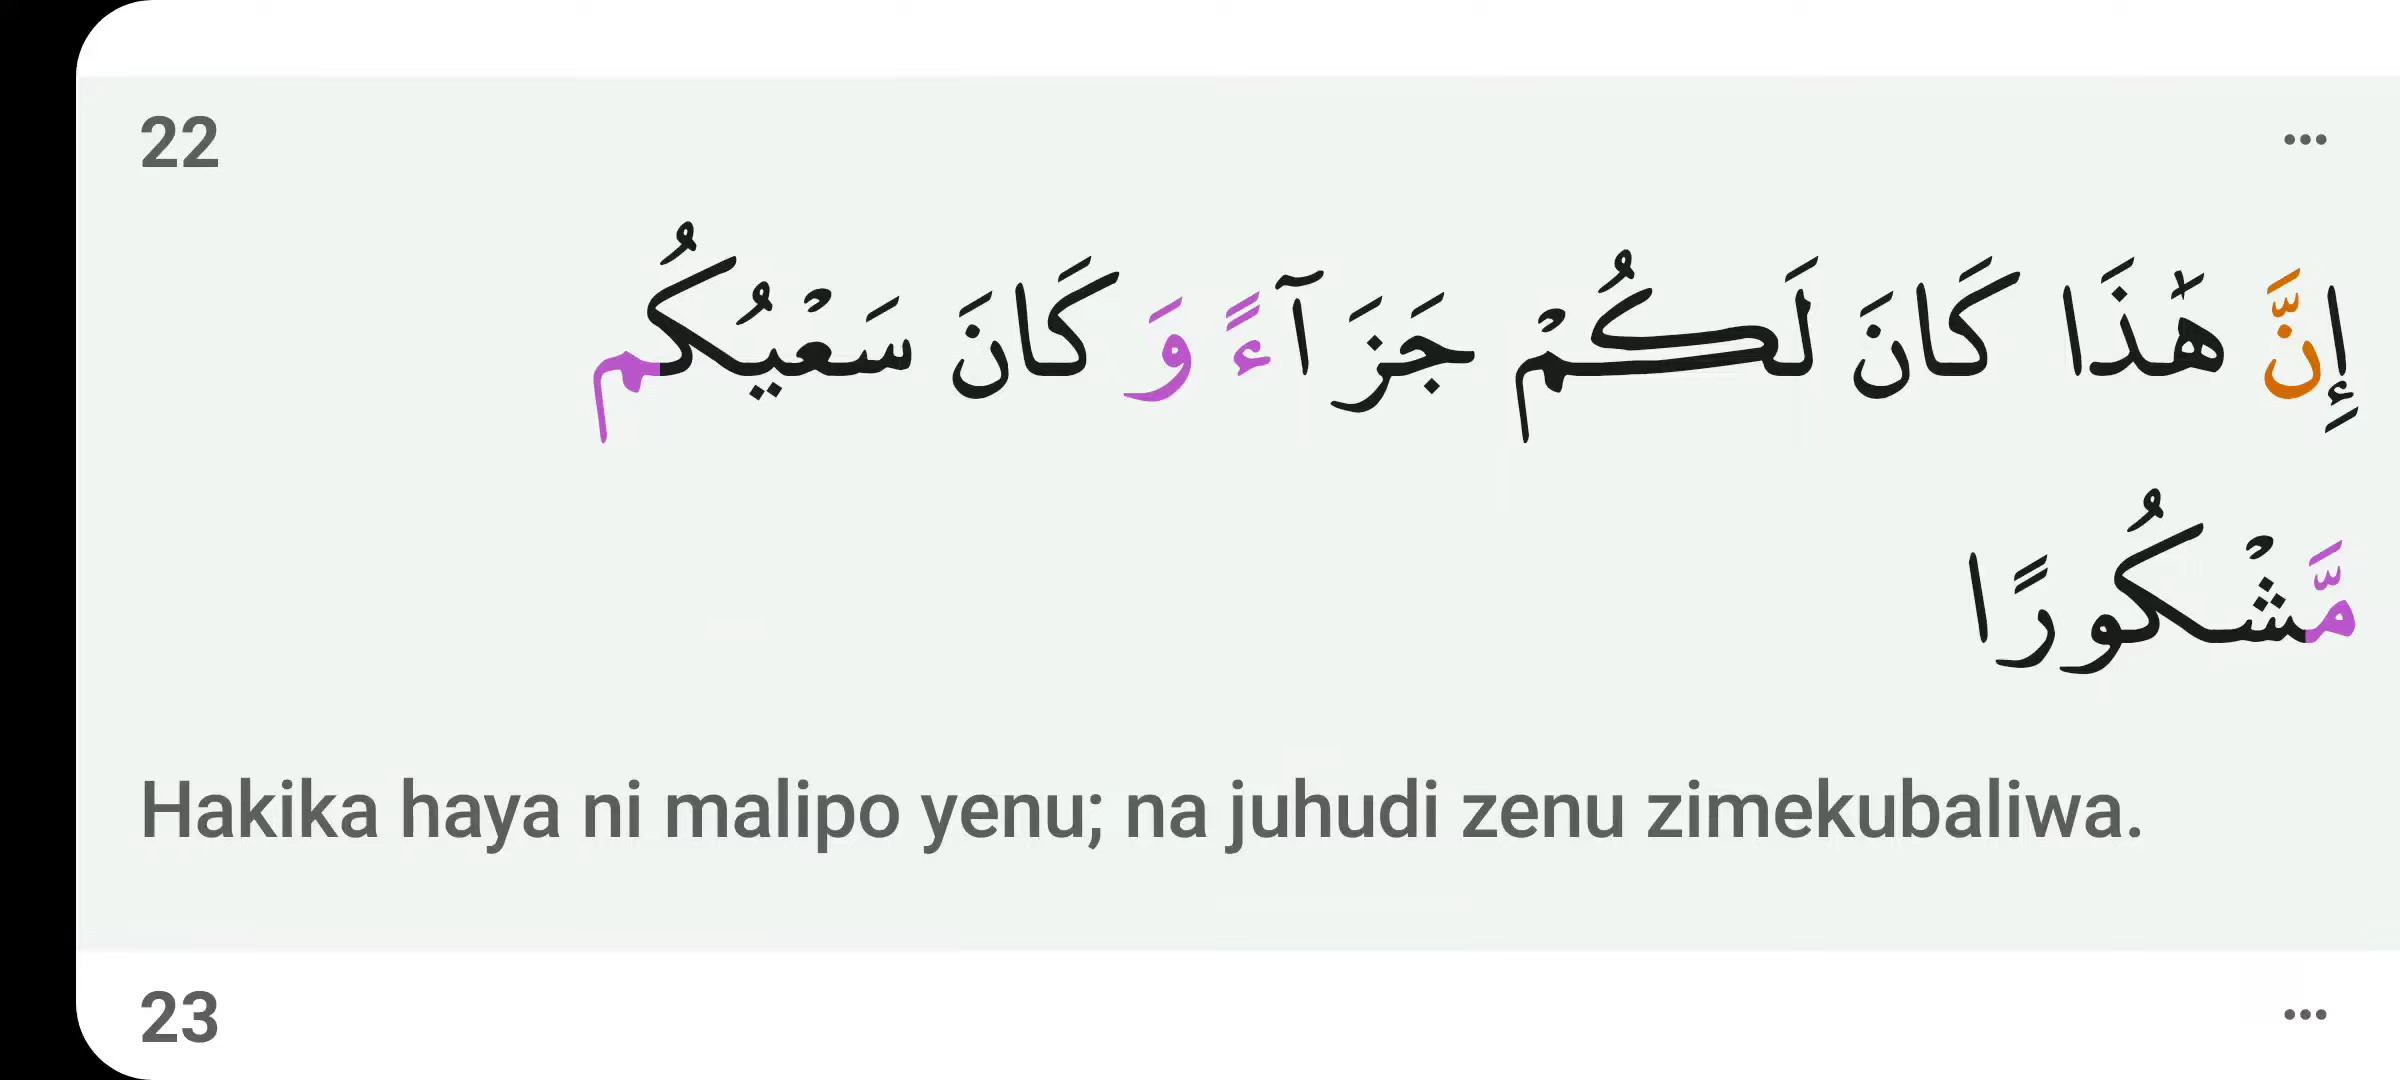 22
إِنَّ هٰذَا كَانَ لَكُمْ جَزَآءً وَ كَانَ سَعْيُكُم
مَّشْكُورًا
Hakika haya ni malipo yenu; na juhudi zenu zimekubaliwa.
23